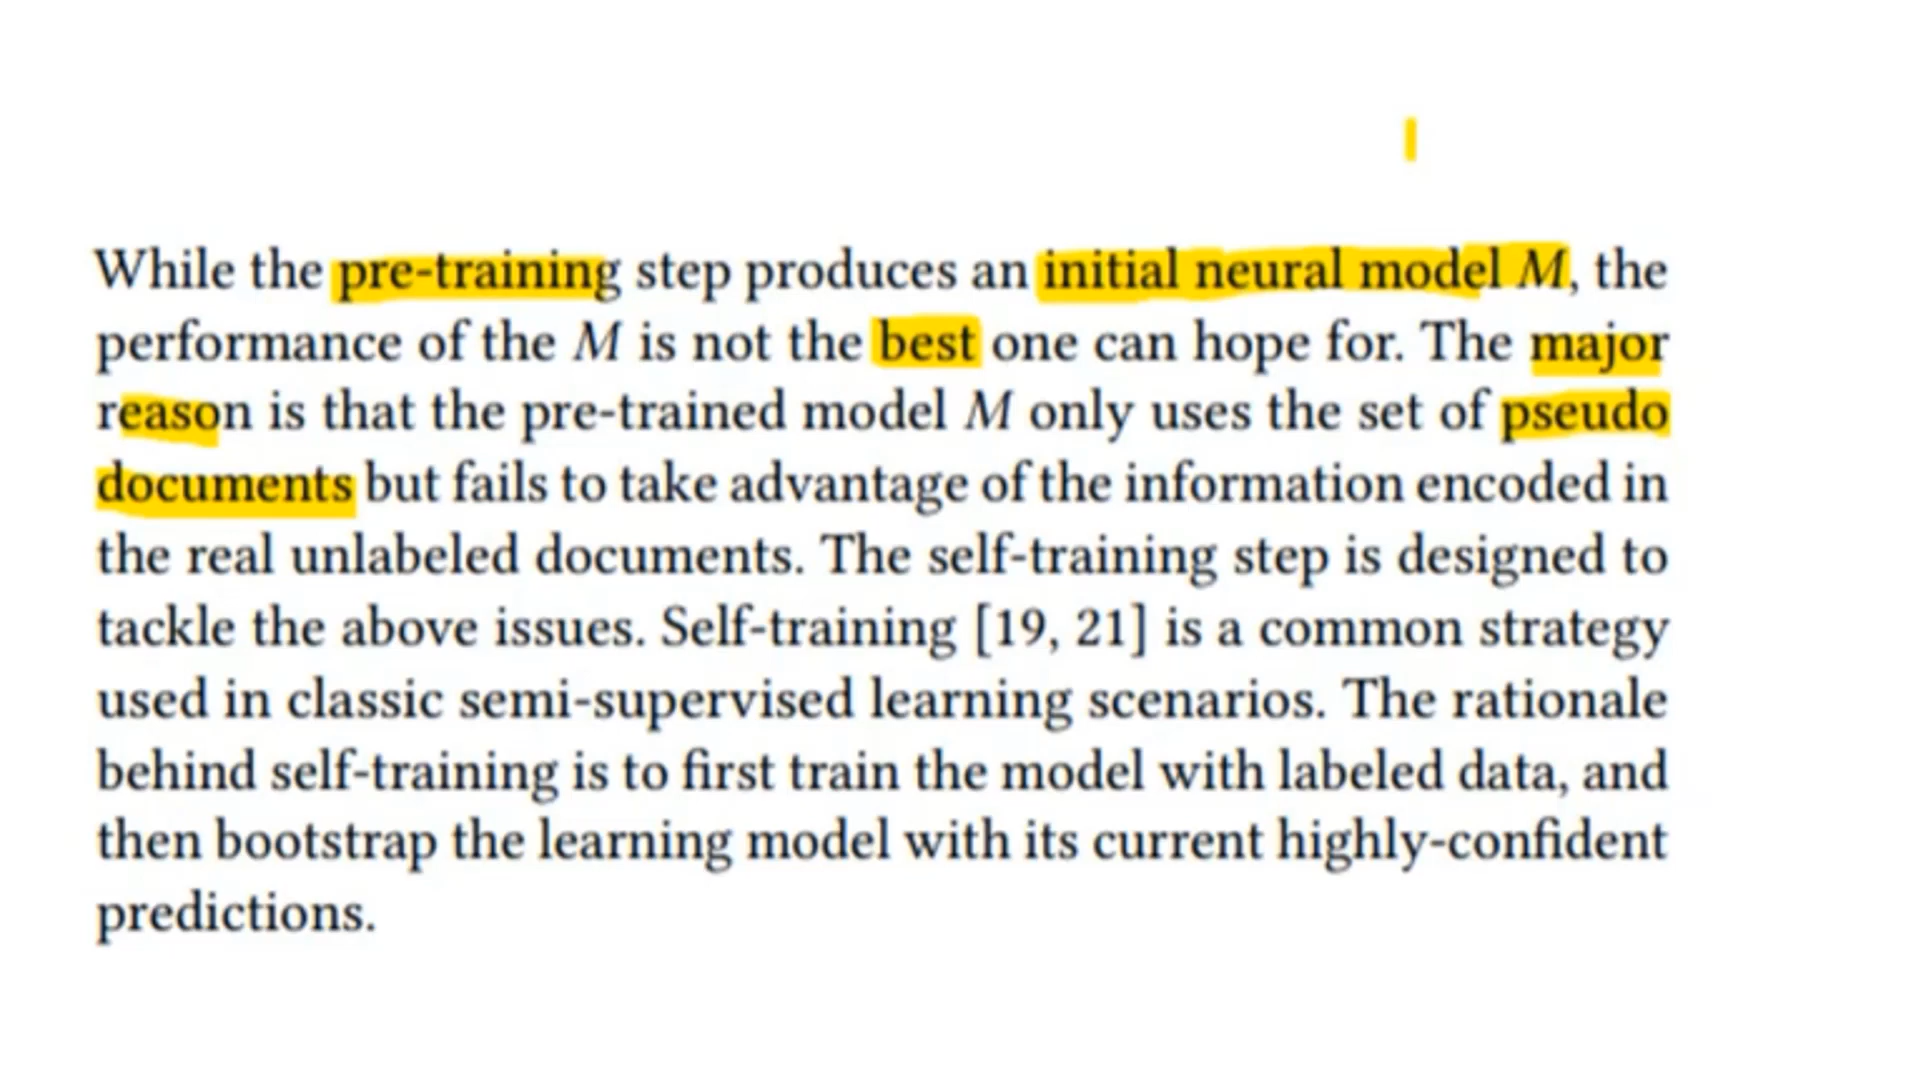 While the pre-training step produces an initial neural model M, the
performance of the M is not the best one can hope for. The major
reason is that the pre-trained model M only uses the set of pseudo
documents but fails to take advantage of the information encoded in
the real unlabeled documents. The self-training step is designed to
tackle the above issues. Self-training [19, 21] is a common strategy
used in classic semi-supervised learning scenarios. The rationale
behind self-training is to first train the model with labeled data, and
then bootstrap the learning model with its current highly-confident
predictions.